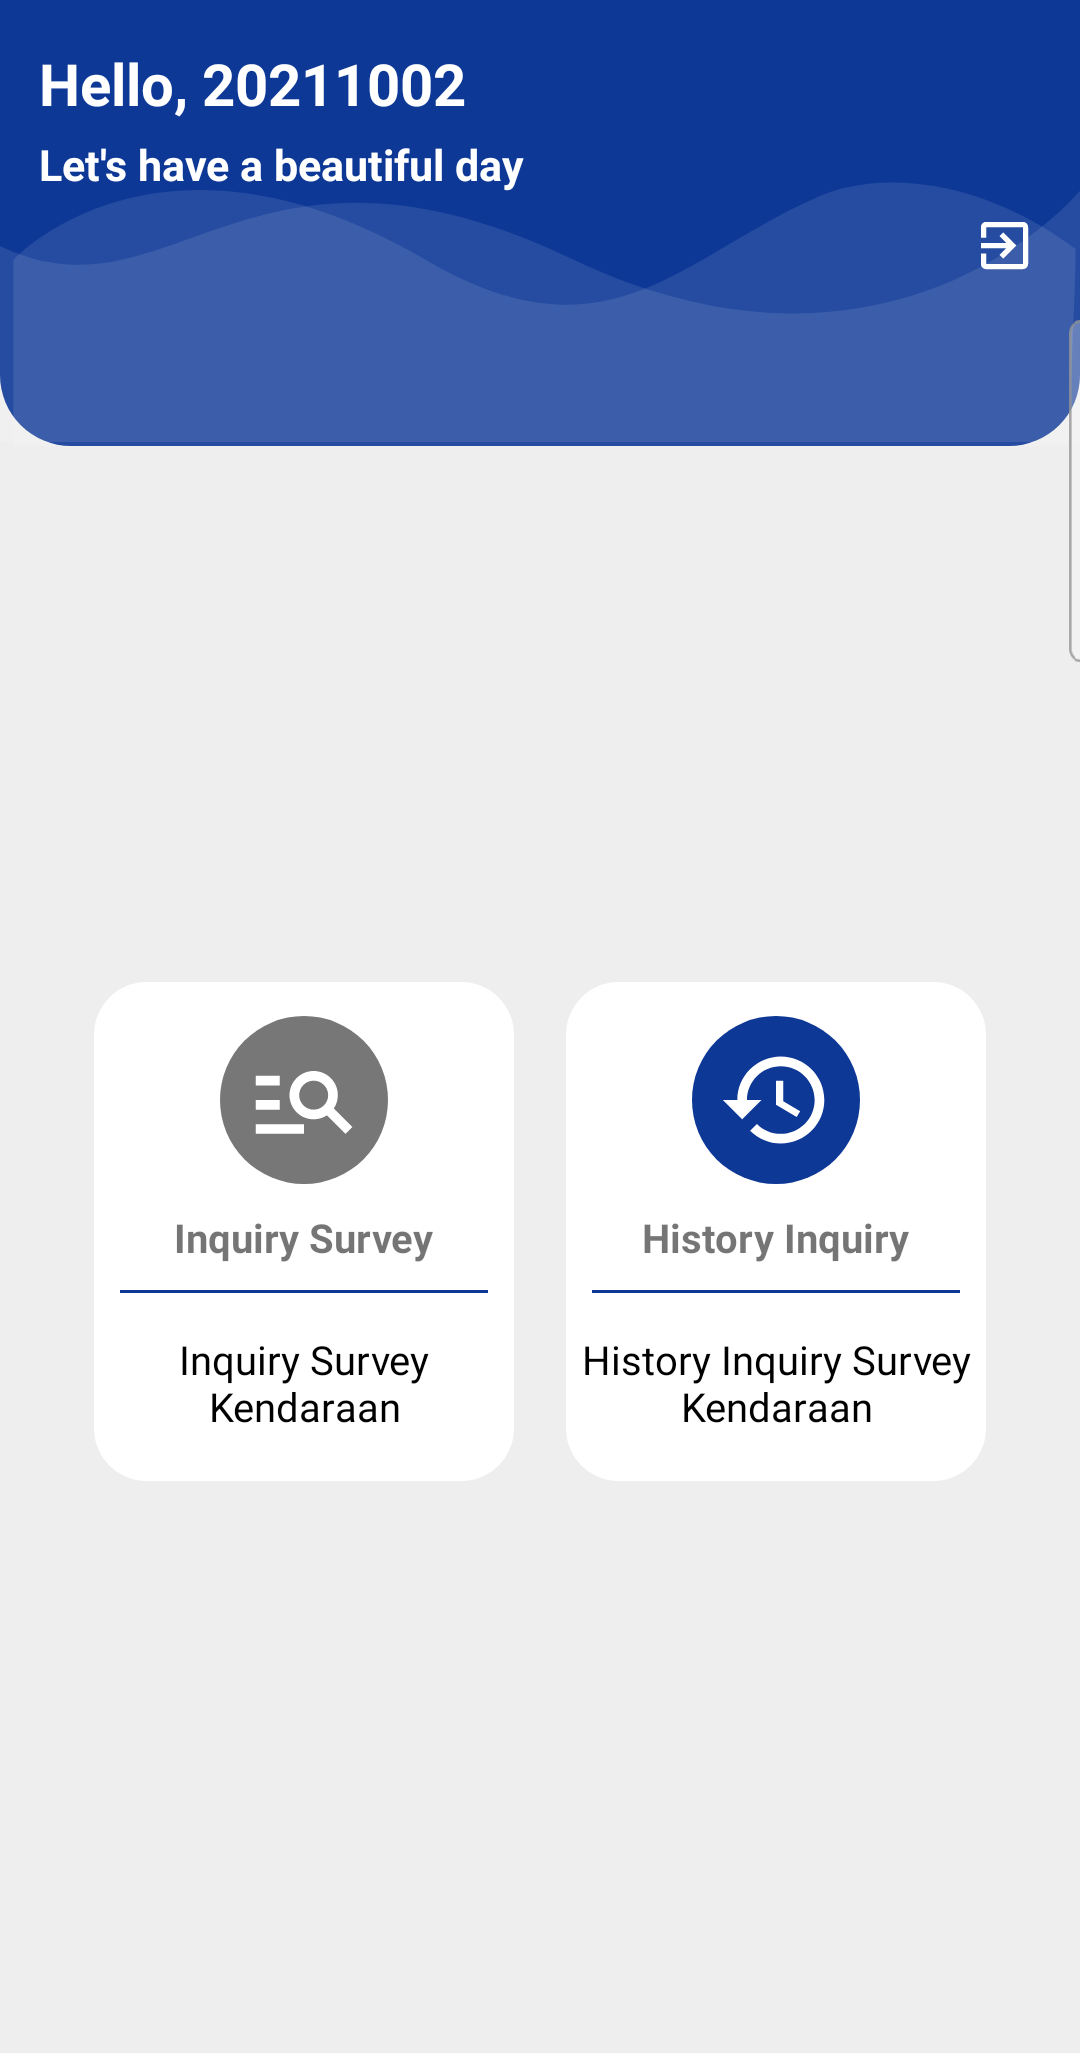 Hello, 20211002
Let's have a beautiful day
Inquiry Survey
Inquiry Survey
Kendaraan
History Inquiry
History Inquiry Survey
Kendaraan